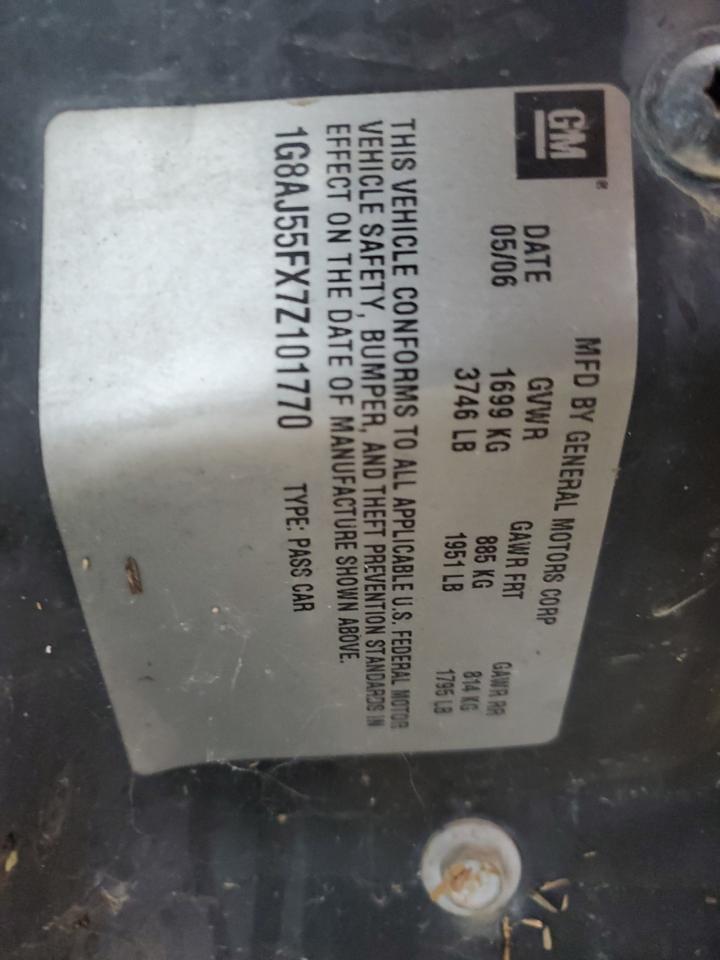 GM®
MFD BY GENERAL MOTORS CORP
DATE GVWR GAWR FRT GAWR RR
05/06 1699 KG 885 KG 814 KG
3746 LB 1951 LB 1795 LB
THIS VEHICLE CONFORMS TO ALL APPLICABLE U.S. FEDERAL MOTOR
VEHICLE SAFETY, BUMPER, AND THEFT PREVENTION STANDARDS IN
EFFECT ON THE DATE OF MANUFACTURE SHOWN ABOVE.
1G8AJ55FX7Z101770 TYPE: PASS CAR